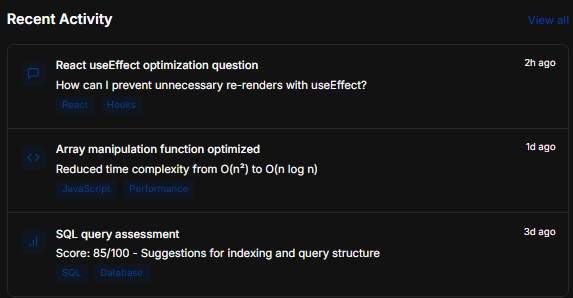 Recent Activity
View all
React useEffect optimization question
2h ago
How can I prevent unnecessary re-renders with useEffect?
React
Hooks
Array manipulation function optimized
1d ago
Reduced time complexity from O(n²) to O(n log n)
JavaScript
Performance
SQL query assessment
3d ago
Score: 85/100 - Suggestions for indexing and query structure
SQL
Database